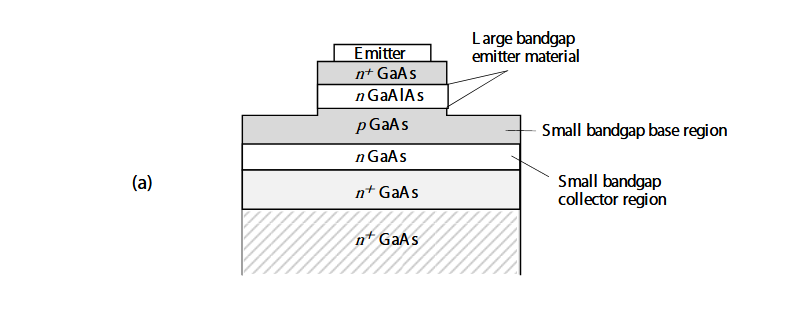 Emitter
Large bandgap
emitter material
n+ GaAs
n GaAlAs
p GaAs
Small bandgap base region
n GaAs
(a)
Small bandgap
collector region
n+ GaAs
n+ GaAs